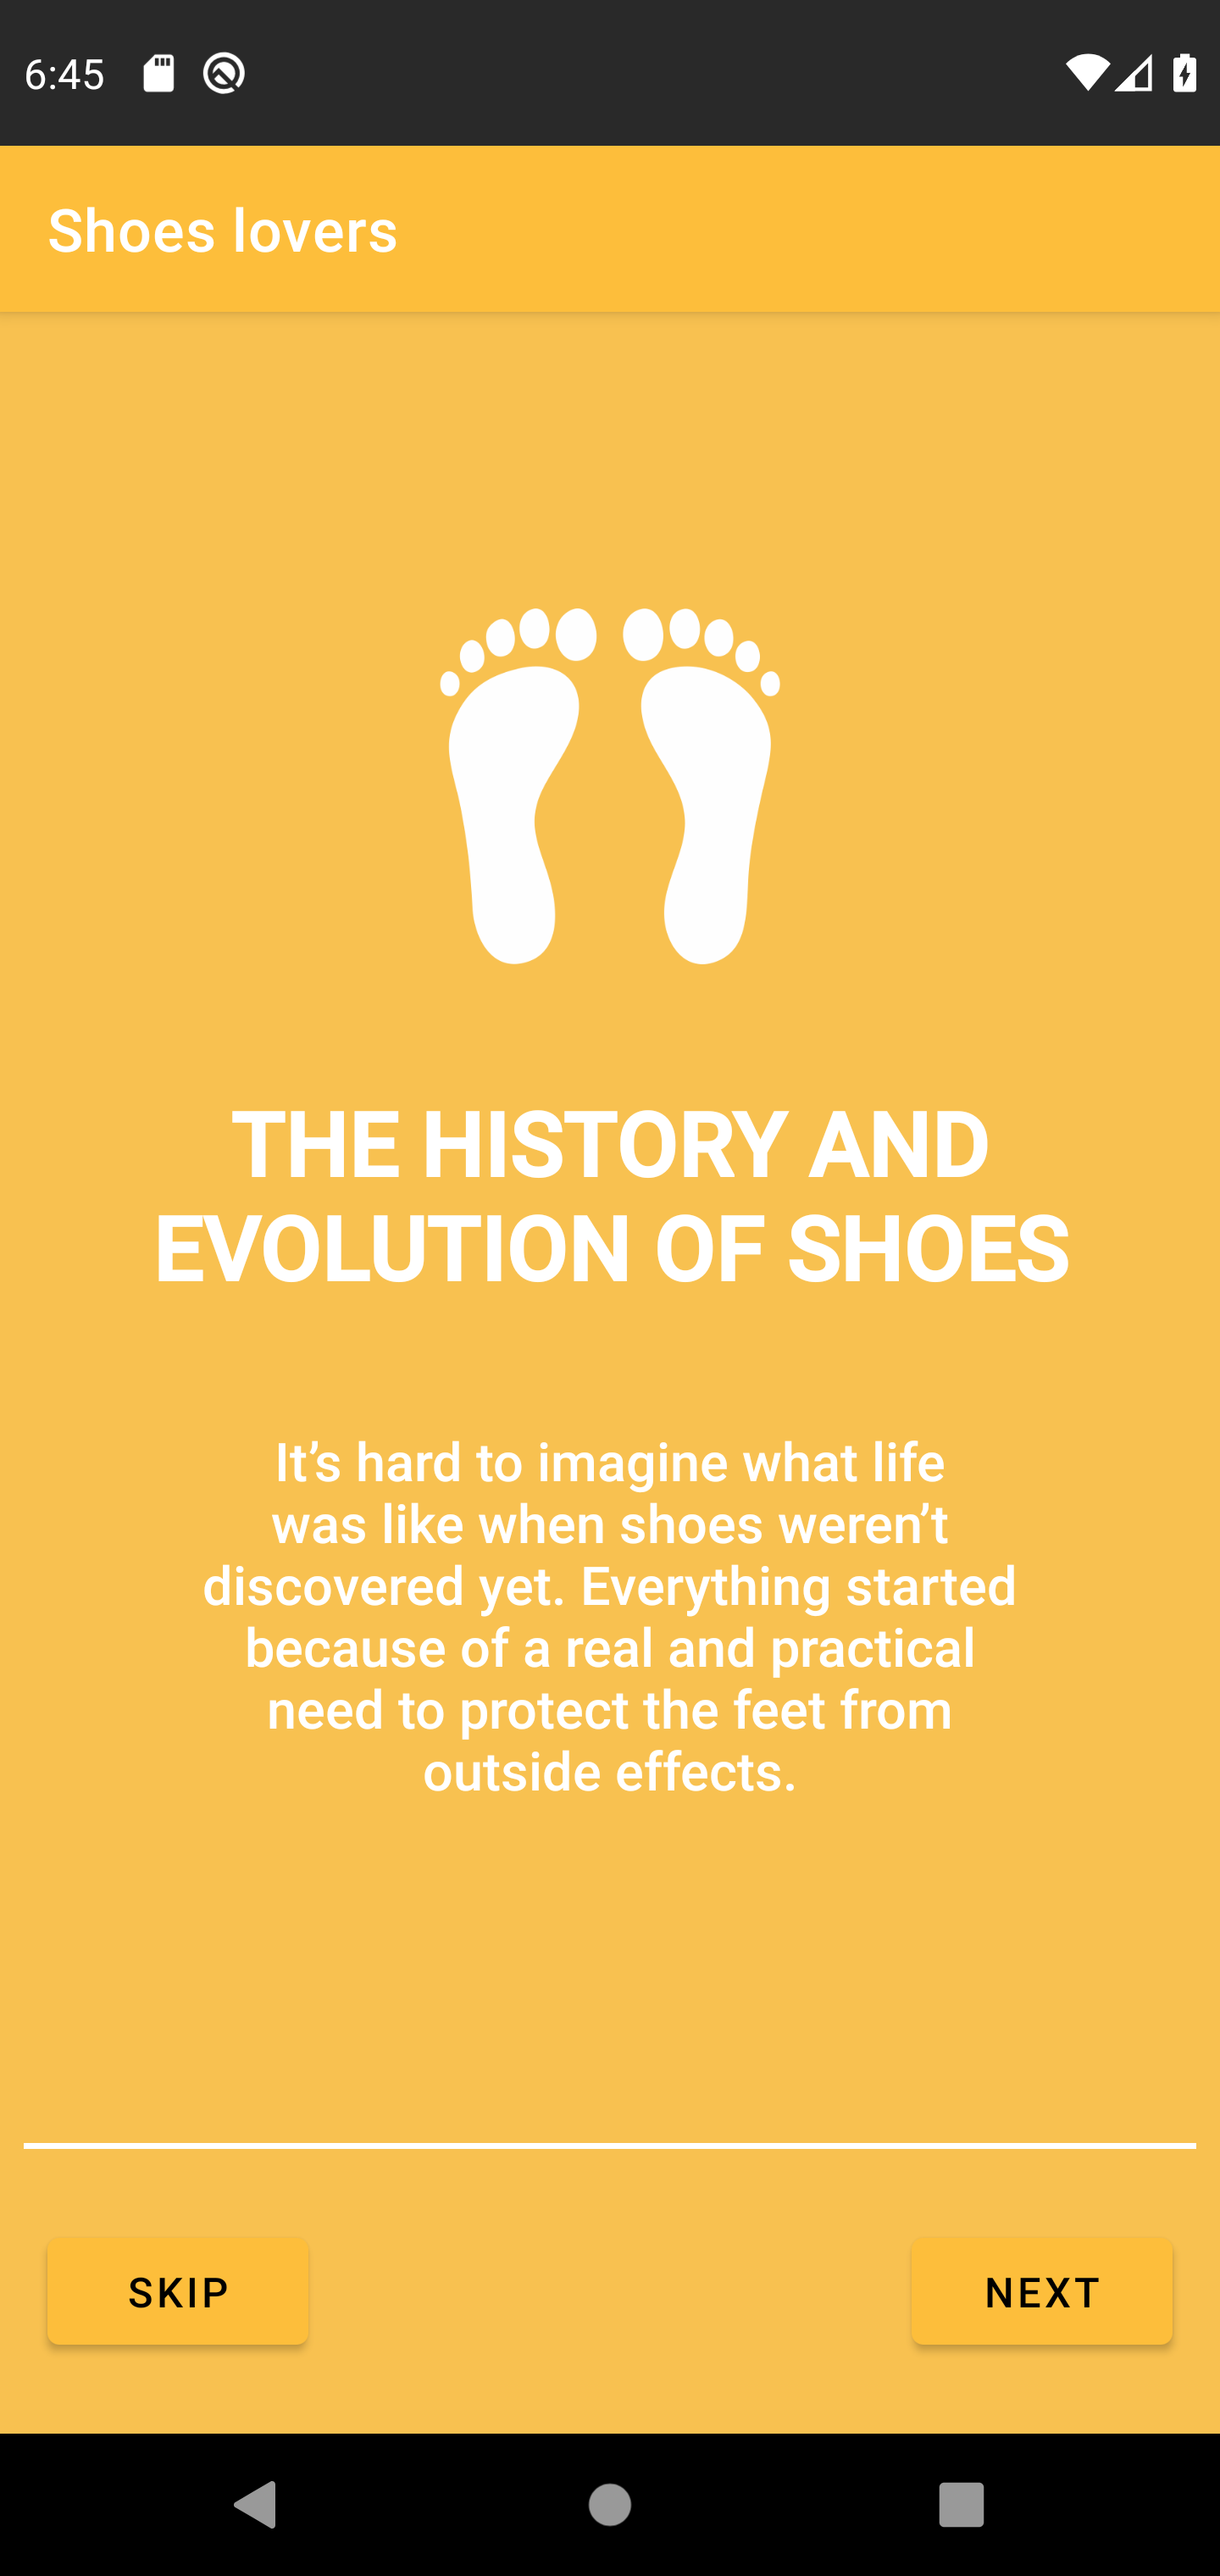 6:45
Shoes lovers
THE HISTORY AND
EVOLUTION OF SHOES
It’s hard to imagine what life
was like when shoes weren’t
discovered yet. Everything started
because of a real and practical
need to protect the feet from
outside effects.
SKIP
NEXT